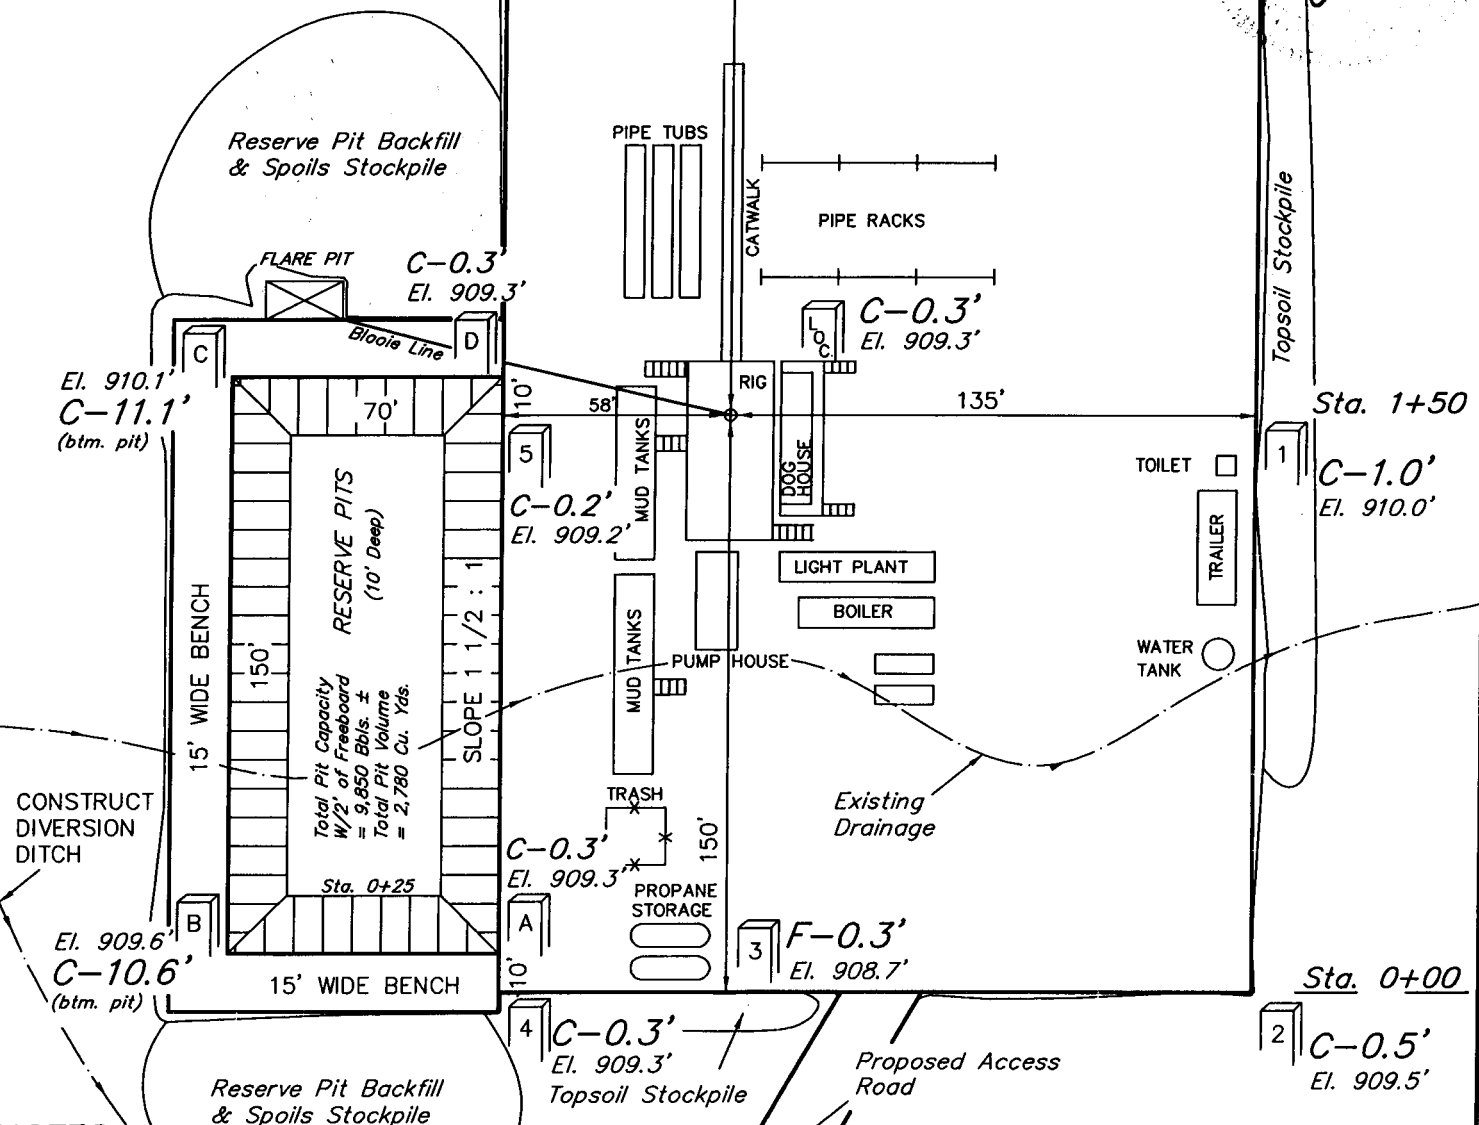 Reserve Pit Backfill
& Spoils Stockpile
PIPE TUBS
CATWALK
PIPE RACKS
Topsoil Stockpile
FLARE PIT
C-0.3'
El. 909.3'
Blooie Line
D
C
El. 910.1'
C-11.1'
(btm. pit)
LOC.
C-0.3'
El. 909.3'
RIG
70'
10'
58'
135'
Sta. 1+50
1
C-1.0'
El. 910.0'
5
C-0.2'
El. 909.2'
MUD TANKS
DOG
HOUSE
TOILET
TRAILER
RESERVE PITS
(10' Deep)
SLOPE 1 1/2 : 1
LIGHT PLANT
BOILER
15' WIDE BENCH
150'
Total Pit Capacity
W/2' of Freeboard
= 9,850 Bbls. ±
Total Pit Volume
= 2,780 Cu. Yds.
MUD TANKS
PUMP HOUSE
WATER
TANK
CONSTRUCT
DIVERSION
DITCH
TRASH
150'
Existing
Drainage
C-0.3'
El. 909.3'
Sta. 0+25
PROPANE
STORAGE
B
El. 909.6'
C-10.6'
(btm. pit)
A
10'
3
F-0.3'
El. 908.7'
15' WIDE BENCH
Sta. 0+00
4
C-0.3'
El. 909.3'
Topsoil Stockpile
2
C-0.5'
El. 909.5'
Proposed Access
Road
Reserve Pit Backfill
& Spoils Stockpile